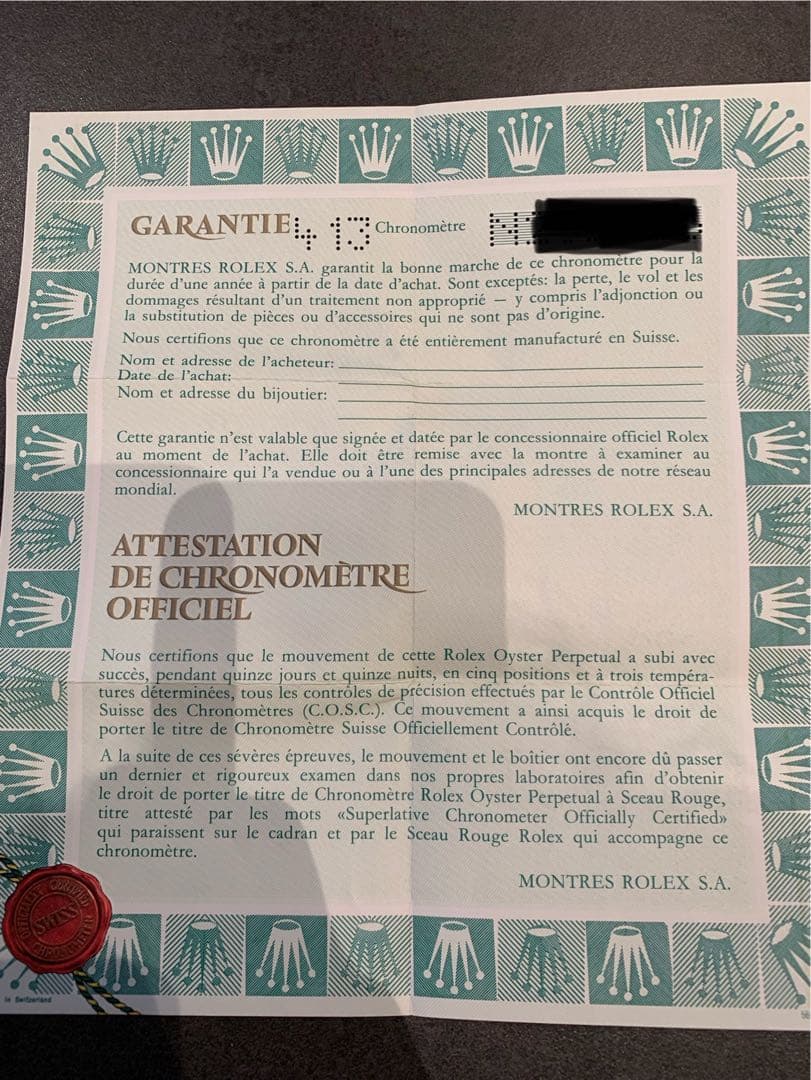 GARANTIE 413 Chronomètre
MONTRES ROLEX S.A. garantit la bonne marche de ce chronomètre pour la
durée d'une année à partir de la date d'achat. Sont exceptés: la perte, le vol et les
dommages résultant d'un traitement non approprié — y compris l'adjonction ou
la substitution de pièces ou d'accessoires qui ne sont pas d'origine.
Nous certifions que ce chronomètre a été entièrement manufacturé en Suisse.
Nom et adresse de l'acheteur:
Date de l'achat:
Nom et adresse du bijoutier:
Cette garantie n'est valable que signée et datée par le concessionnaire officiel Rolex
au moment de l'achat. Elle doit être remise avec la montre à examiner au
concessionnaire qui l'a vendue ou à l'une des principales adresses de notre réseau
mondial.
MONTRES ROLEX S.A.
ATTESTATION
DE CHRONOMÈTRE
OFFICIEL
Nous certifions que le mouvement de cette Rolex Oyster Perpetual a subi avec
succès, pendant quinze jours et quinze nuits, en cinq positions et à trois tempéra-
tures déterminées, tous les contrôles de précision effectués par le Contrôle Officiel
Suisse des Chronomètres (C.O.S.C.). Ce mouvement a ainsi acquis le droit de
porter le titre de Chronomètre Suisse Officiellement Contrôlé.
A la suite de ces sévères épreuves, le mouvement et le boîtier ont encore dû passer
un dernier et rigoureux examen dans nos propres laboratoires afin d'obtenir
le droit de porter le titre de Chronomètre Rolex Oyster Perpetual à Sceau Rouge,
titre attesté par les mots «Superlative Chronometer Officially Certified»
qui paraissent sur le cadran et par le Sceau Rouge Rolex qui accompagne ce
chronomètre.
MONTRES ROLEX S.A.
SWISS
in Switzerland